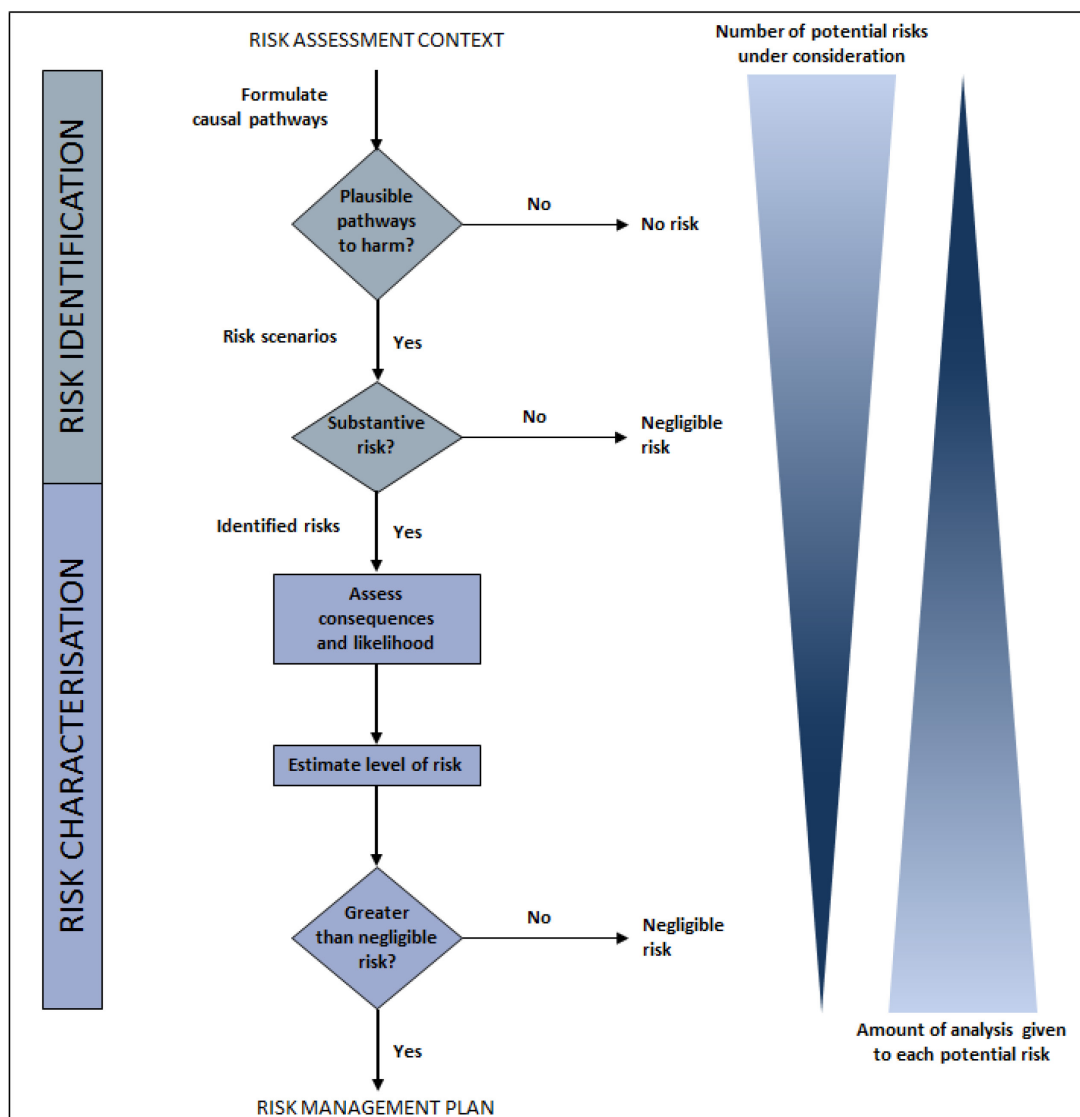 RISK ASSESSMENT CONTEXT
Number of potential risks
under consideration
RISK IDENTIFICATION
Formulate
causal pathways
Plausible
pathways
to harm?
No
No risk
Risk scenarios
Yes
Substantive
risk?
No
Negligible
risk
RISK CHARACTERISATION
Identified risks
Yes
Assess
consequences
and likelihood
Estimate level of risk
Greater
than negligible
risk?
No
Negligible
risk
Amount of analysis given
to each potential risk
Yes
RISK MANAGEMENT PLAN